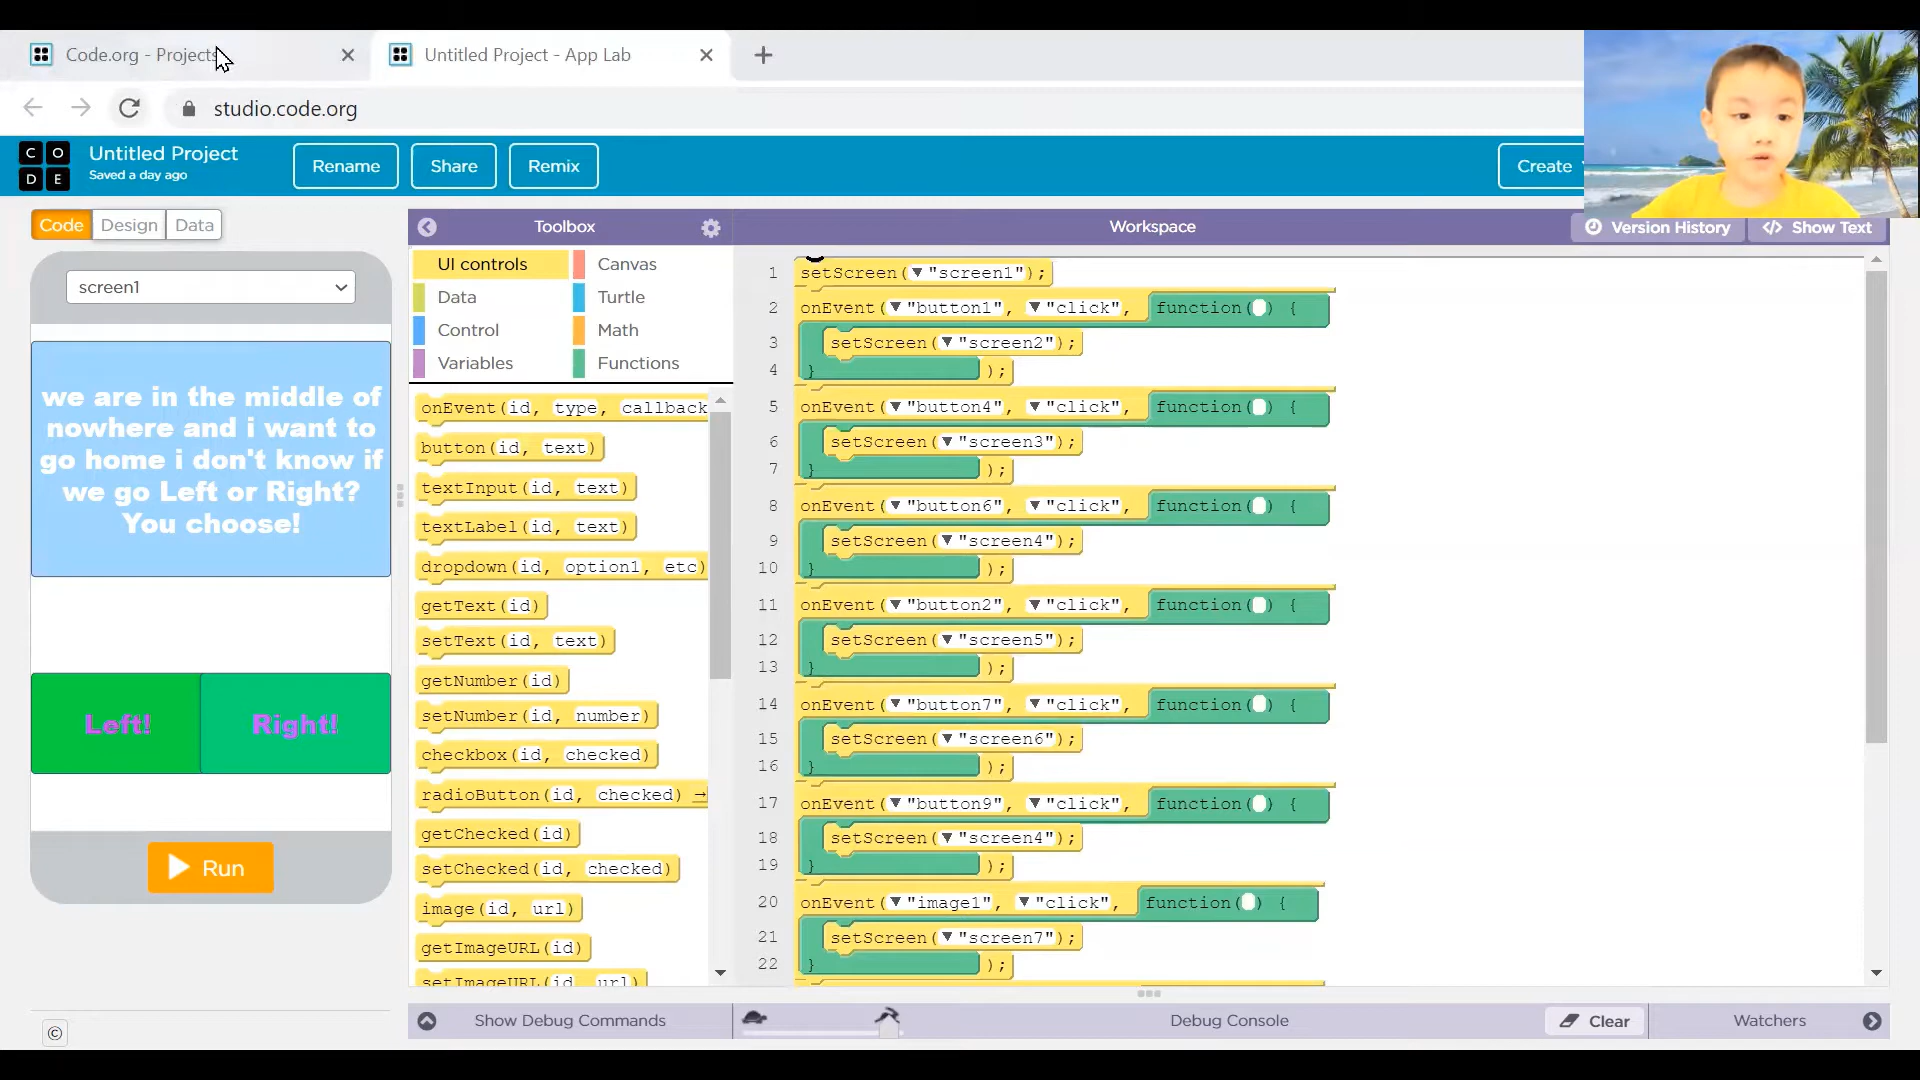 Code.org - Projects
Untitled Project - App Lab
studio.code.org
CODE
Untitled Project
Saved a day ago
Rename
Share
Remix
Create
Code
Design
Data
Toolbox
Workspace
Version History
Show Text
screen1
we are in the middle of
nowhere and i want to
go home i don't know if
we go Left or Right?
You choose!
Left!
Right!
Run
UI controls
Canvas
Data
Turtle
Control
Math
Variables
Functions
onEvent(id, type, callback
button(id, text)
textInput(id, text)
textLabel(id, text)
dropdown(id, option1, etc)
getText(id)
setText(id, text)
getNumber(id)
setNumber(id, number)
checkbox(id, checked)
radioButton(id, checked) →
getChecked(id)
setChecked(id, checked)
image(id, url)
getImageURL(id)
setImageURL(id, url)
1 setScreen(▼"screen1");
2 onEvent(▼"button1", ▼"click", function() {
3 setScreen(▼"screen2");
4 } );
5 onEvent(▼"button4", ▼"click", function() {
6 setScreen(▼"screen3");
7 } );
8 onEvent(▼"button6", ▼"click", function() {
9 setScreen(▼"screen4");
10 } );
11 onEvent(▼"button2", ▼"click", function() {
12 setScreen(▼"screen5");
13 } );
14 onEvent(▼"button7", ▼"click", function() {
15 setScreen(▼"screen6");
16 } );
17 onEvent(▼"button9", ▼"click", function() {
18 setScreen(▼"screen4");
19 } );
20 onEvent(▼"image1", ▼"click", function() {
21 setScreen(▼"screen7");
22 } );
©
Show Debug Commands
Debug Console
Clear
Watchers